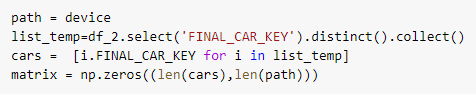 path = device
list_temp=df_2.select('FINAL_CAR_KEY').distinct().collect()
cars =  [i.FINAL_CAR_KEY for i in list_temp]
matrix = np.zeros((len(cars),len(path)))